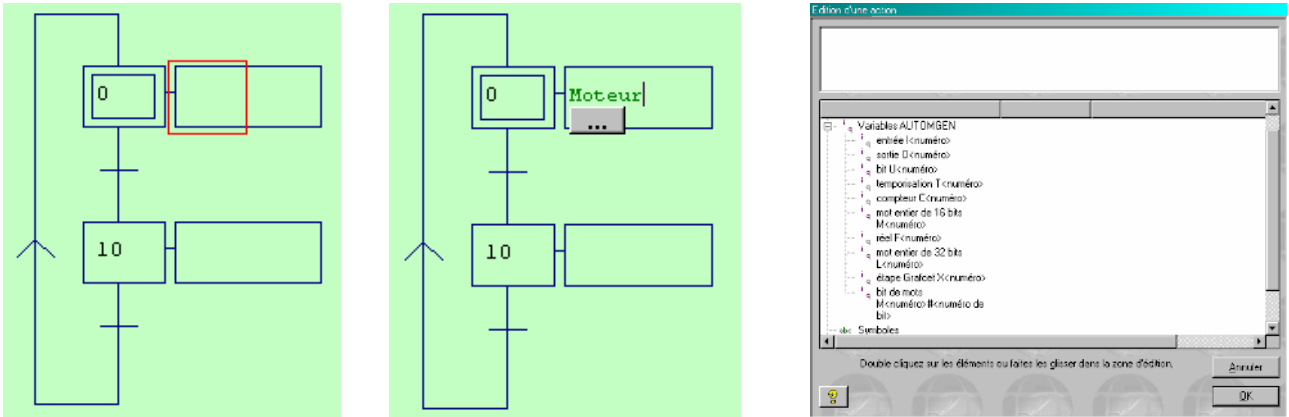 0
10
0
Moteur
...
10
Edition d'une action
Variables AUTOMGEN
entrée I<numéro>
sortie O<numéro>
bit U<numéro>
temporisation T<numéro>
compteur C<numéro>
mot entier de 16 bits
M<numéro>
réel F<numéro>
mot entier de 32 bits
L<numéro>
étape Grafcet X<numéro>
bit de mots
M<numéro>#<numéro de
bit>
abc Symboles
Double cliquez sur les éléments ou faites les glisser dans la zone d'édition.
Annuler
?
OK